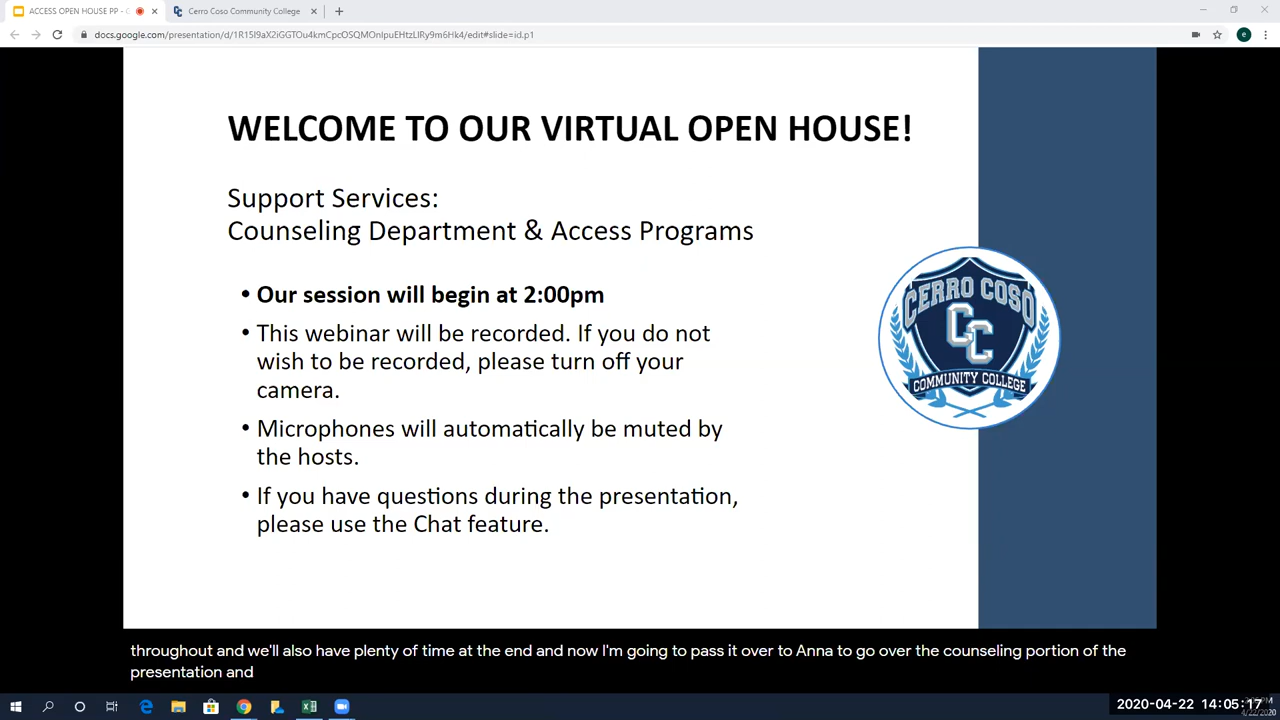 ACCESS OPEN HOUSE PP - 
Cerro Coso Community College
docs.google.com/presentation/d/1R15I9aX2iGGTOu4kmCpcOSQMOnIpuEHtzLlRy9m6Hk4/edit#slide=id.p1
WELCOME TO OUR VIRTUAL OPEN HOUSE!
Support Services:
Counseling Department & Access Programs
• Our session will begin at 2:00pm
• This webinar will be recorded. If you do not
wish to be recorded, please turn off your
camera.
• Microphones will automatically be muted by
the hosts.
• If you have questions during the presentation,
please use the Chat feature.
CERRO COSO
CC
COMMUNITY COLLEGE
throughout and we'll also have plenty of time at the end and now I'm going to pass it over to Anna to go over the counseling portion of the
presentation and
2020-04-22 14:05:17